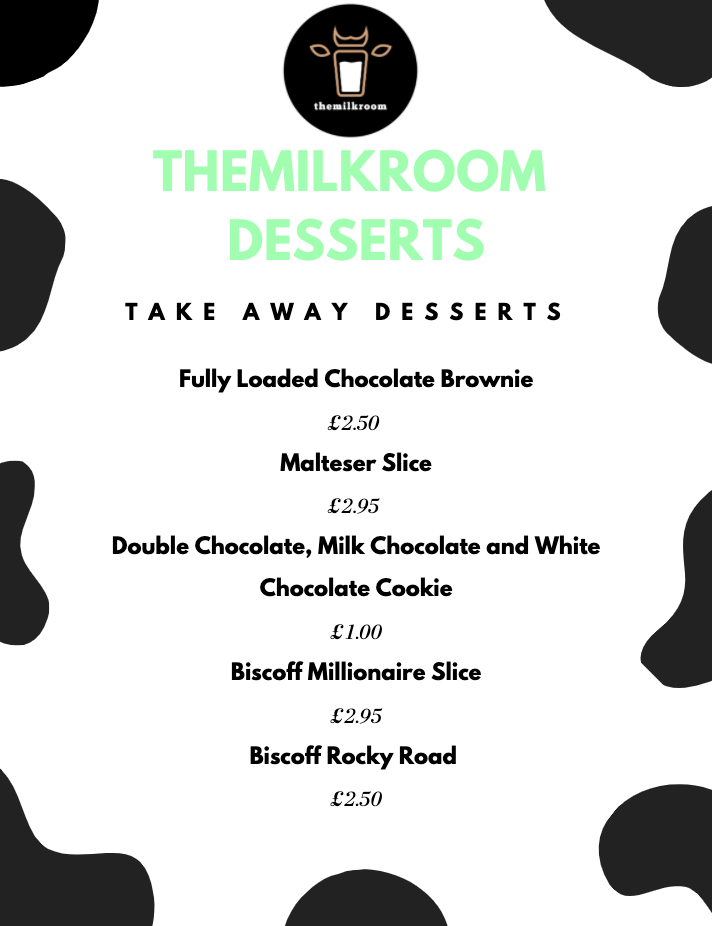 themilkroom
THEMILKROOM
DESSERTS
TAKE AWAY DESSERTS
Fully Loaded Chocolate Brownie
£2.50
Malteser Slice
£2.95
Double Chocolate, Milk Chocolate and White
Chocolate Cookie
£1.00
Biscoff Millionaire Slice
£2.95
Biscoff Rocky Road
£2.50